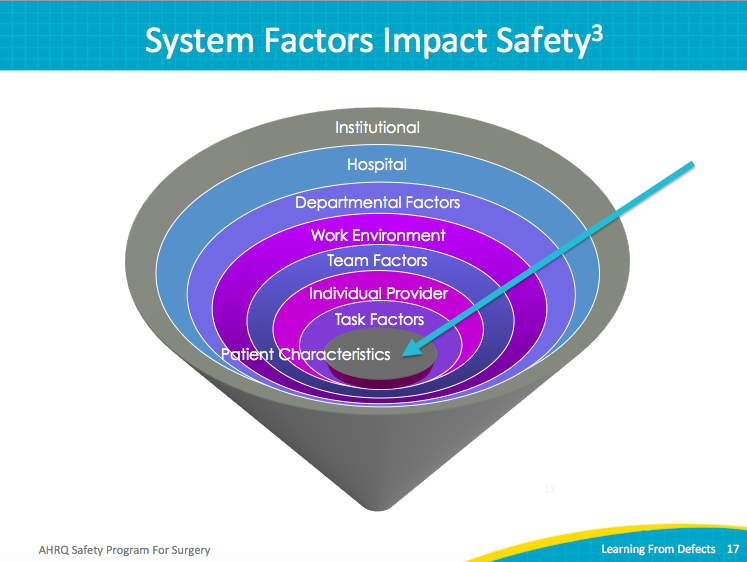 System Factors Impact Safety³
Institutional
Hospital
Departmental Factors
Work Environment
Team Factors
Individual Provider
Task Factors
Patient Characteristics
17
AHRQ Safety Program For Surgery
Learning From Defects 17